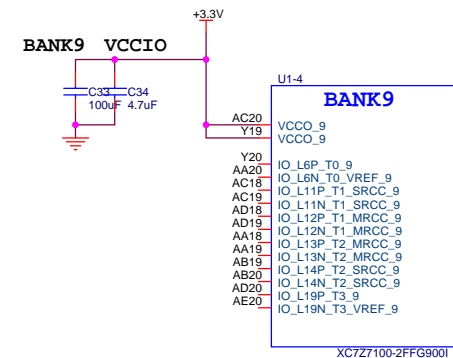 +3.3V
BANK9 VCCIO
C33 C34
100uF 4.7uF
U1-4
BANK9
AC20 VCCO_9
Y19 VCCO_9
Y20 IO_L6P_T0_9
AA20 IO_L6N_T0_VREF_9
AC18 IO_L11P_T1_SRCC_9
AC19 IO_L11N_T1_SRCC_9
AD18 IO_L12P_T1_MRCC_9
AD19 IO_L12N_T1_MRCC_9
AA18 IO_L13P_T2_MRCC_9
AA19 IO_L13N_T2_MRCC_9
AB19 IO_L14P_T2_SRCC_9
AB20 IO_L14N_T2_SRCC_9
AD20 IO_L19P_T3_9
AE20 IO_L19N_T3_VREF_9
XC7Z7100-2FFG900I